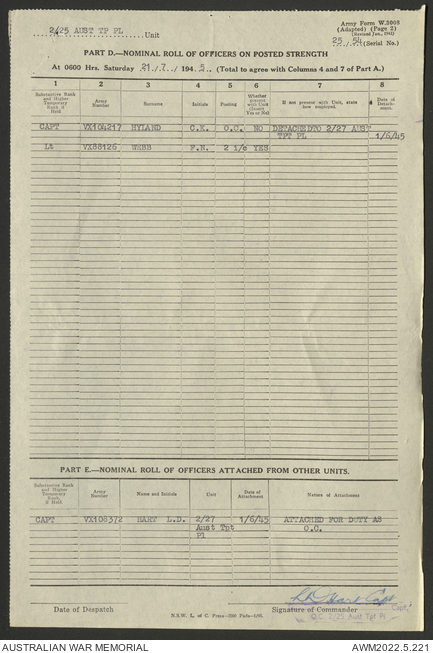 2/25 AUST TP PL Unit
Army Form W.3008
(Adapted) (Page 2)
(Revised Jan., 1945)
25 / 54 (Serial No.)
PART D.—NOMINAL ROLL OF OFFICERS ON POSTED STRENGTH
At 0600 Hrs. Saturday 21 / 7 / 1945. (Total to agree with Columns 4 and 7 of Part A.)
1 2 3 4 5 6 7 8
Substantive Rank and Higher Temporary Rank if Held
Army Number
Surname
Initials
Posting
Whether present with Unit (Answer Yes or No)
If not present with Unit, state how employed.
Date of Detachment.
CAPT VX104217 HYLAND C.K. O.C. NO DETACHED TO 2/27 AUST
TPT PL 1/6/45
Lt VX88126 WEBB F.N. 2 i/c YES
PART E.—NOMINAL ROLL OF OFFICERS ATTACHED FROM OTHER UNITS.
Substantive Rank and Higher Temporary Rank if Held
Army Number
Name and Initials
Unit
Date of Attachment
Nature of Attachment
CAPT VX108372 HART L.D. 2/27 1/6/45 ATTACHED FOR DUTY AS
Aust Tpt O.C.
Pl
LD Hart Capt
Capt.
Date of Despatch
Signature of Commander
O.C. 2/25 Aust Tpt Pl
AUSTRALIAN WAR MEMORIAL
AWM2022.5.221